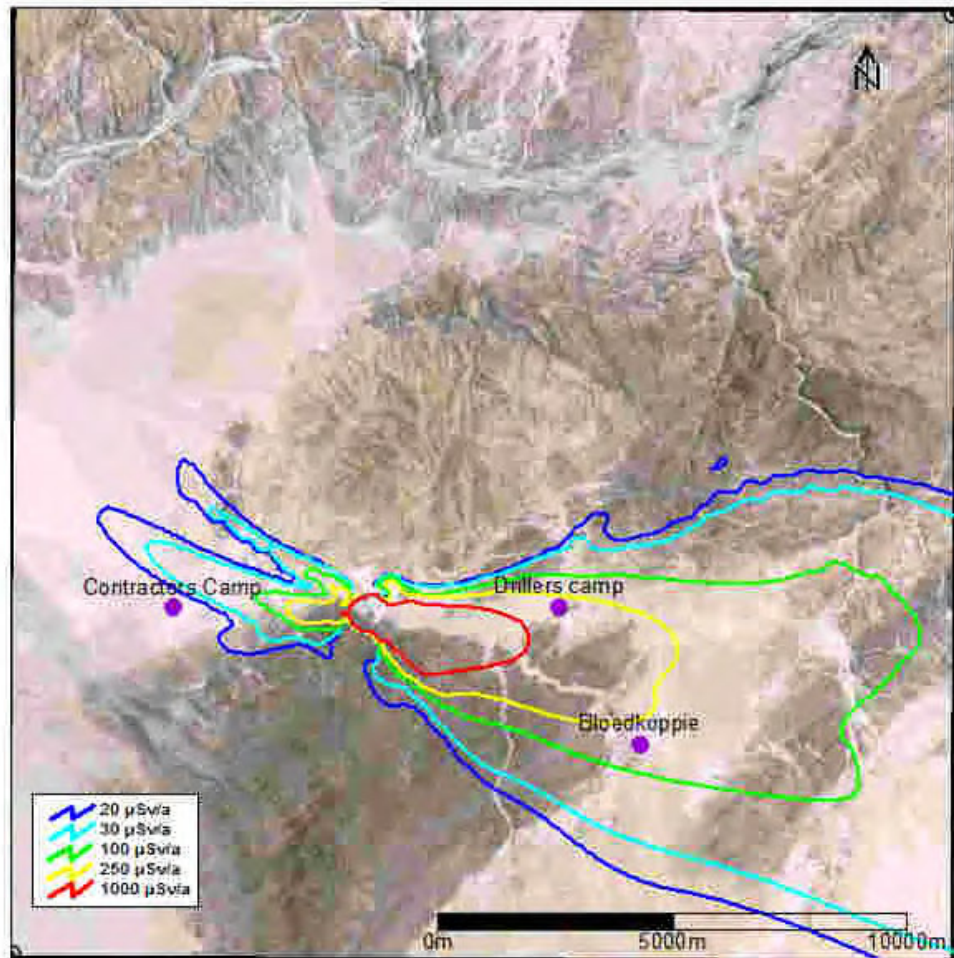 N
Contractors Camp
Drillers camp
Bloedkoppie
20 µSv/a
30 µSv/a
100 µSv/a
250 µSv/a
1000 µSv/a
0m 5000m 10000m